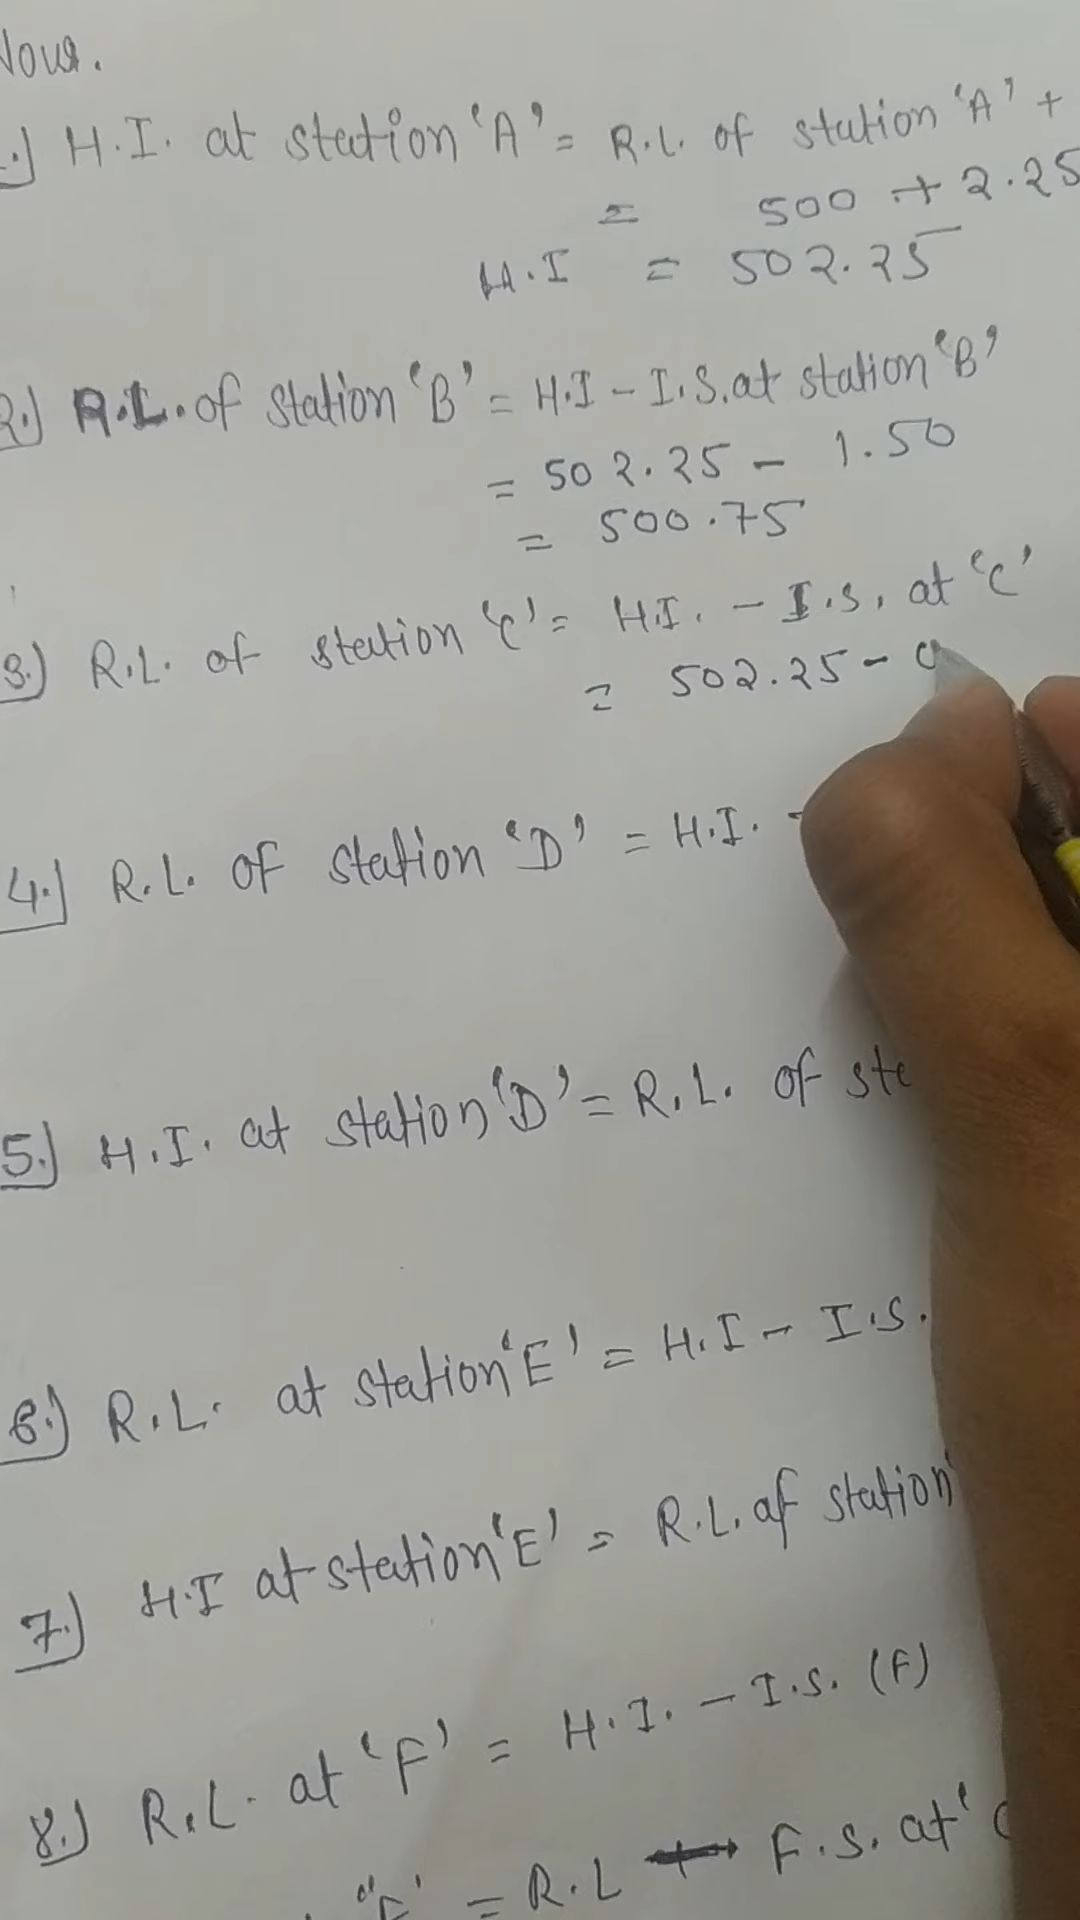 1.) H.I. at station 'A' = R.L. of station 'A' +
= 500 + 2.25
H.I = 502.25
2.) R.L. of station 'B' = H.I - I.S. at station 'B'
= 502.25 - 1.50
= 500.75
3.) R.L. of station 'C' = H.I. - I.S. at 'C'
= 502.25 - 0
4.) R.L. of station 'D' = H.I. -
5.) H.I. at station 'D' = R.L. of
6.) R.L. at station 'E' = H.I - I.S.
7.) H.I at station 'E' = R.L. of station
8.) R.L. at 'F' = H.I. - I.S. (F)
= R.L F.S. at '